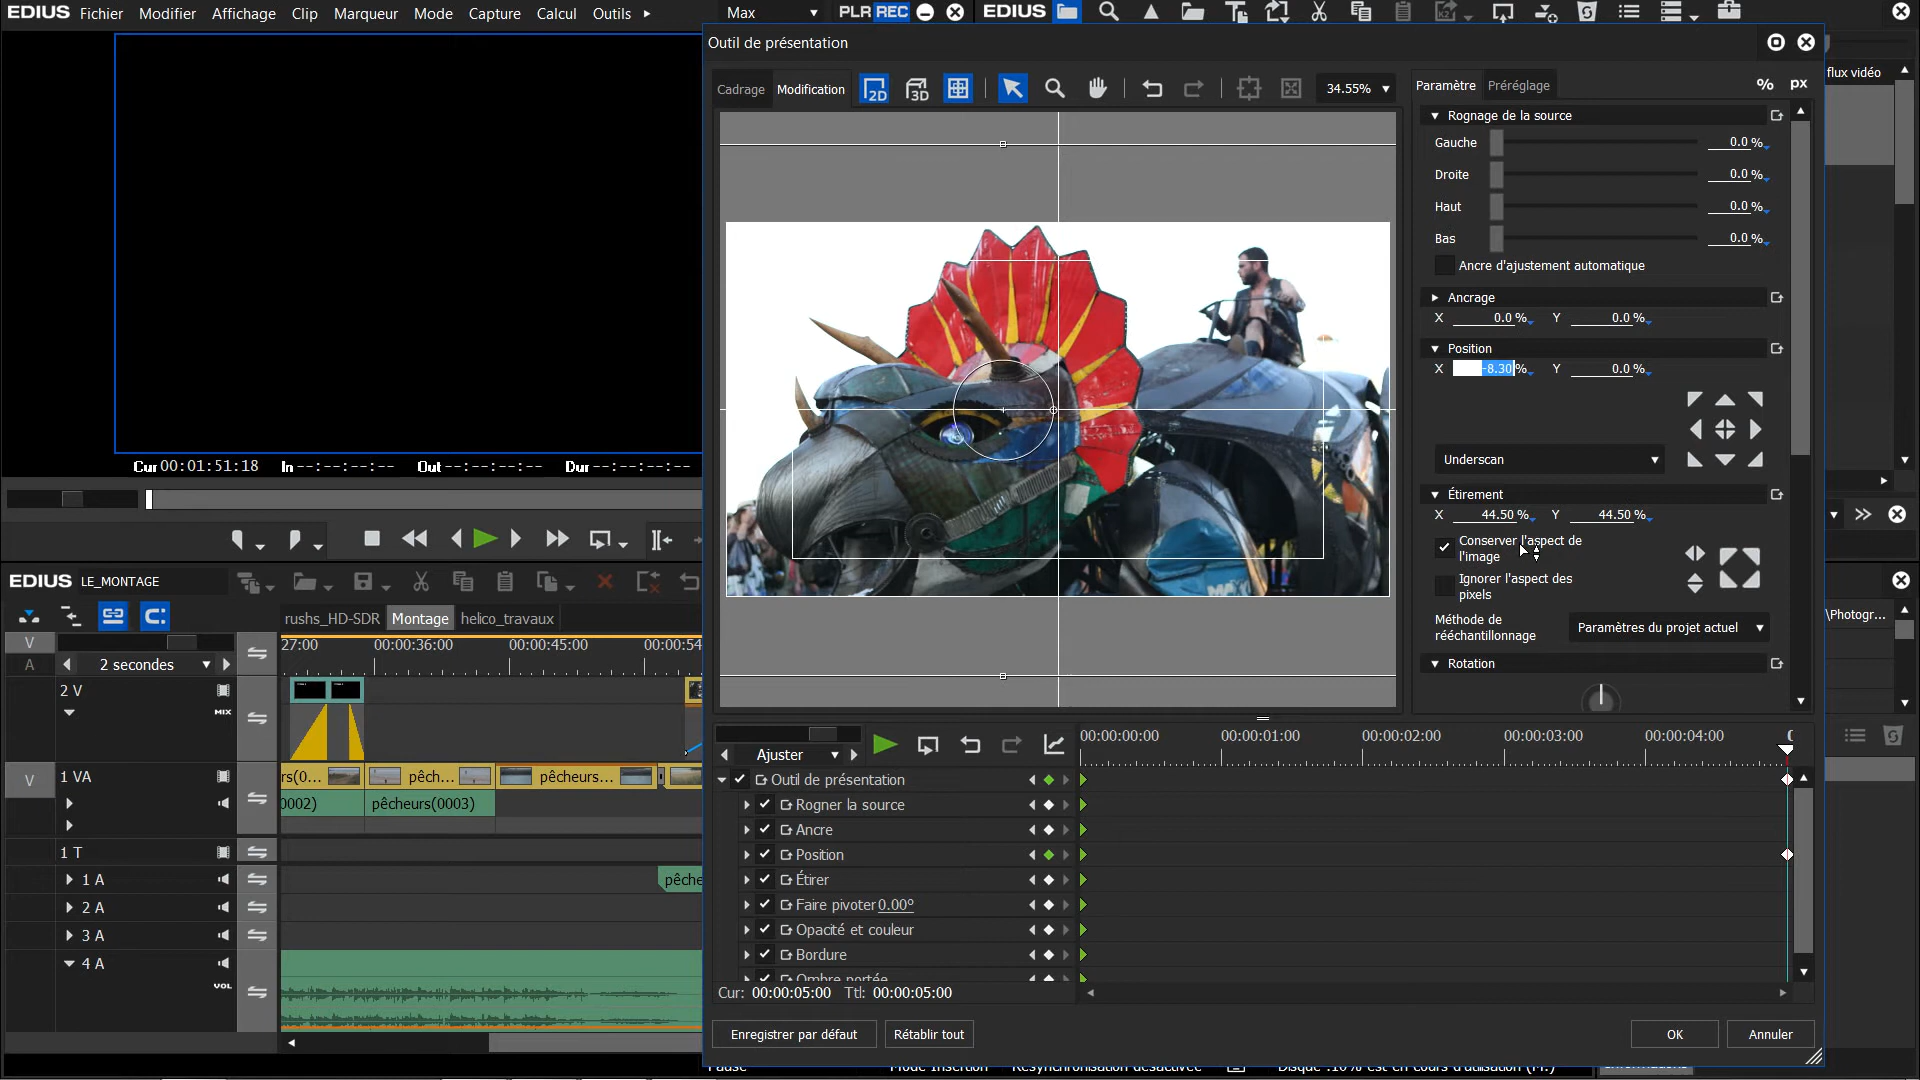 EDIUS Fichier Modifier Affichage Clip Marqueur Mode Capture Calcul Outils
Max PLR REC EDIUS
Outil de présentation
Cadrage Modification 2D 3D 34.55%
Paramètre Préréglage % px
flux vidéo
Rognage de la source
Gauche 0.0 %
Droite 0.0 %
Haut 0.0 %
Bas 0.0 %
Ancre d'ajustement automatique
Ancrage
X 0.0 % Y 0.0 %
Position
X -8.30 % Y 0.0 %
Underscan
Étirement
X 44.50 % Y 44.50 %
Conserver l'aspect de
l'image
Ignorer l'aspect des
pixels
Méthode de
rééchantillonnage
Paramètres du projet actuel
Rotation
Cur 00:01:51:18 In --:--:--:-- Out --:--:--:-- Dur --:--:--:--
EDIUS LE_MONTAGE
rushs_HD-SDR Montage helico_travaux
\Photogr...
V
A
2 secondes
27:00 00:00:36:00 00:00:45:00 00:00:54
2 V
MIX
V
1 VA
rs(0... pêch... pêcheurs...
0002) pêcheurs(0003)
1 T
1 A
pêche
2 A
3 A
4 A
VOL
Ajuster
00:00:00:00 00:00:01:00 00:00:02:00 00:00:03:00 00:00:04:00
Outil de présentation
Rogner la source
Ancre
Position
Étirer
Faire pivoter 0.00°
Opacité et couleur
Bordure
Ombre portée
Cur: 00:00:05:00 Ttl: 00:00:05:00
Enregistrer par défaut Rétablir tout OK Annuler
Pause Mode Insertion Resynchronisation désactivée Disque :10% est en cours d'utilisation (M:)